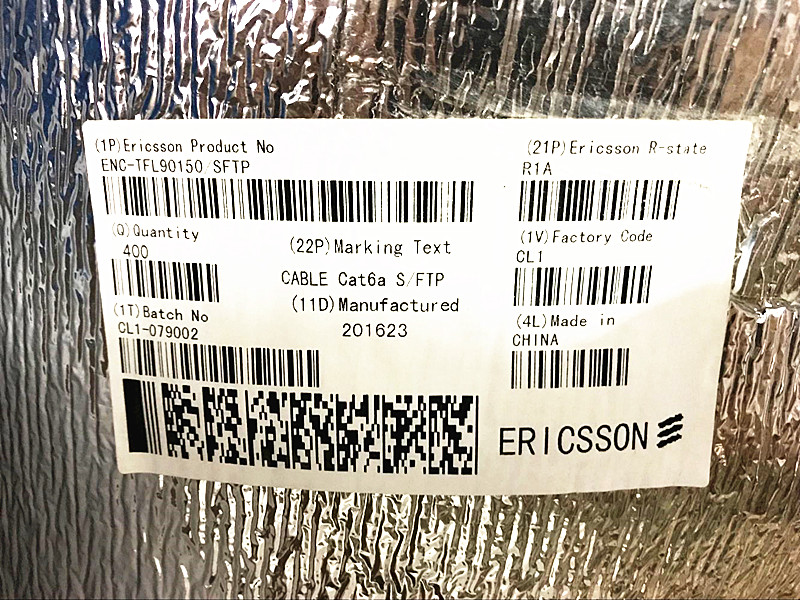 (1P)Ericsson Product No
ENC-TFL90150/SFTP
(21P)Ericsson R-state
R1A
(Q)Quantity
400
(22P)Marking Text
CABLE Cat6a S/FTP
(1V)Factory Code
CL1
(1T)Batch No
CL1-079002
(11D)Manufactured
201623
(4L)Made in
CHINA
ERICSSON